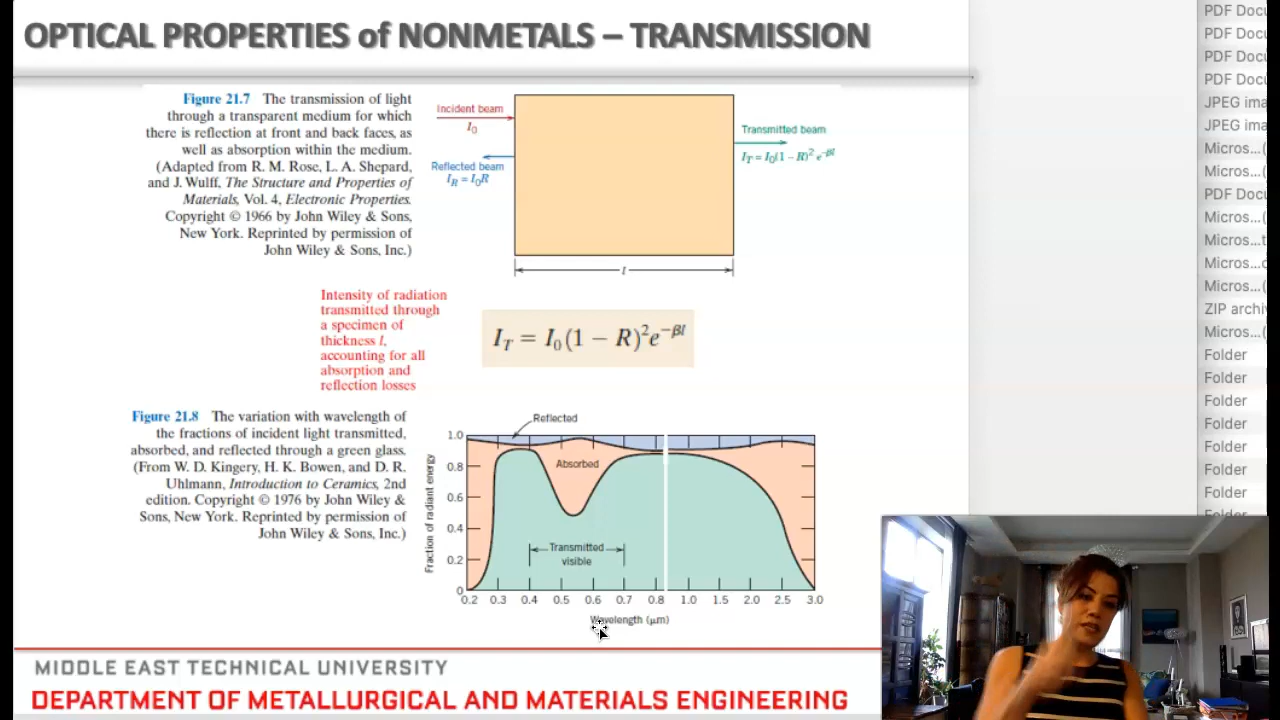 OPTICAL PROPERTIES of NONMETALS – TRANSMISSION
Figure 21.7 The transmission of light
through a transparent medium for which
there is reflection at front and back faces, as
well as absorption within the medium.
(Adapted from R. M. Rose, L. A. Shepard,
and J. Wulff, The Structure and Properties of
Materials, Vol. 4, Electronic Properties.
Copyright © 1966 by John Wiley & Sons,
New York. Reprinted by permission of
John Wiley & Sons, Inc.)
Incident beam
I₀
Reflected beam
I_R = I₀R
Transmitted beam
I_T = I₀(1 − R)² e^−βl
l
Intensity of radiation
transmitted through
a specimen of
thickness l,
accounting for all
absorption and
reflection losses
I_T = I₀(1 − R)²e^−βl
Figure 21.8 The variation with wavelength of
the fractions of incident light transmitted,
absorbed, and reflected through a green glass.
(From W. D. Kingery, H. K. Bowen, and D. R.
Uhlmann, Introduction to Ceramics, 2nd
edition. Copyright © 1976 by John Wiley &
Sons, New York. Reprinted by permission of
John Wiley & Sons, Inc.)
Reflected
Absorbed
Transmitted
visible
Fraction of radiant energy
1.0
0.8
0.6
0.4
0.2
0
0.2 0.3 0.4 0.5 0.6 0.7 0.8 1.0 1.5 2.0 2.5 3.0
Wavelength (μm)
MIDDLE EAST TECHNICAL UNIVERSITY
DEPARTMENT OF METALLURGICAL AND MATERIALS ENGINEERING
PDF Docu
PDF Docu
PDF Docu
PDF Docu
JPEG ima
JPEG ima
Micros...(
Micros...(
PDF Docu
Micros...(
Micros...t
Micros...c
Micros...(
ZIP archi
Micros...(
Folder
Folder
Folder
Folder
Folder
Folder
Folder